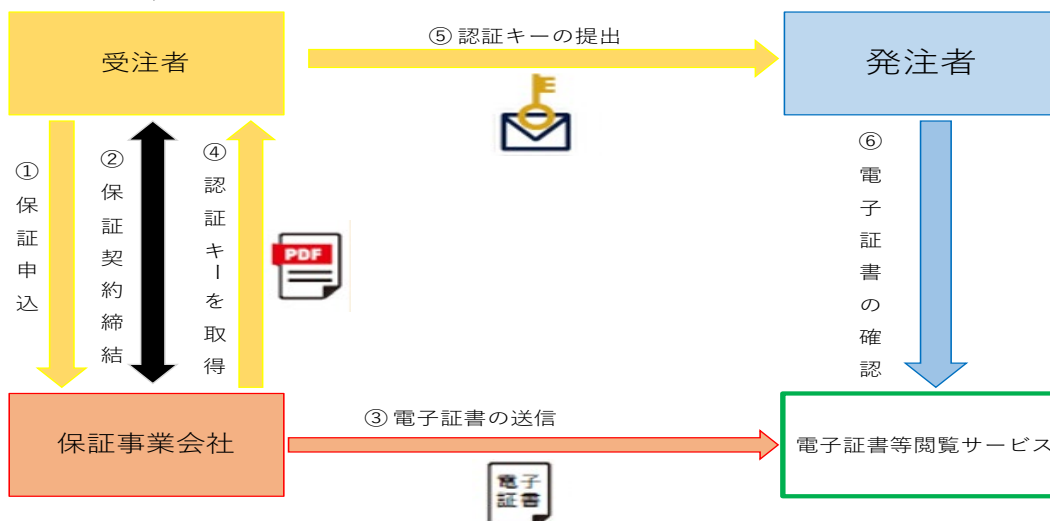 受注者
⑤認証キーの提出
発注者
①保証申込
②保証契約締結
④認証キーを取得
PDF
⑥電子証書の確認
保証事業会社
③電子証書の送信
電子証書等閲覧サービス
電子
証書